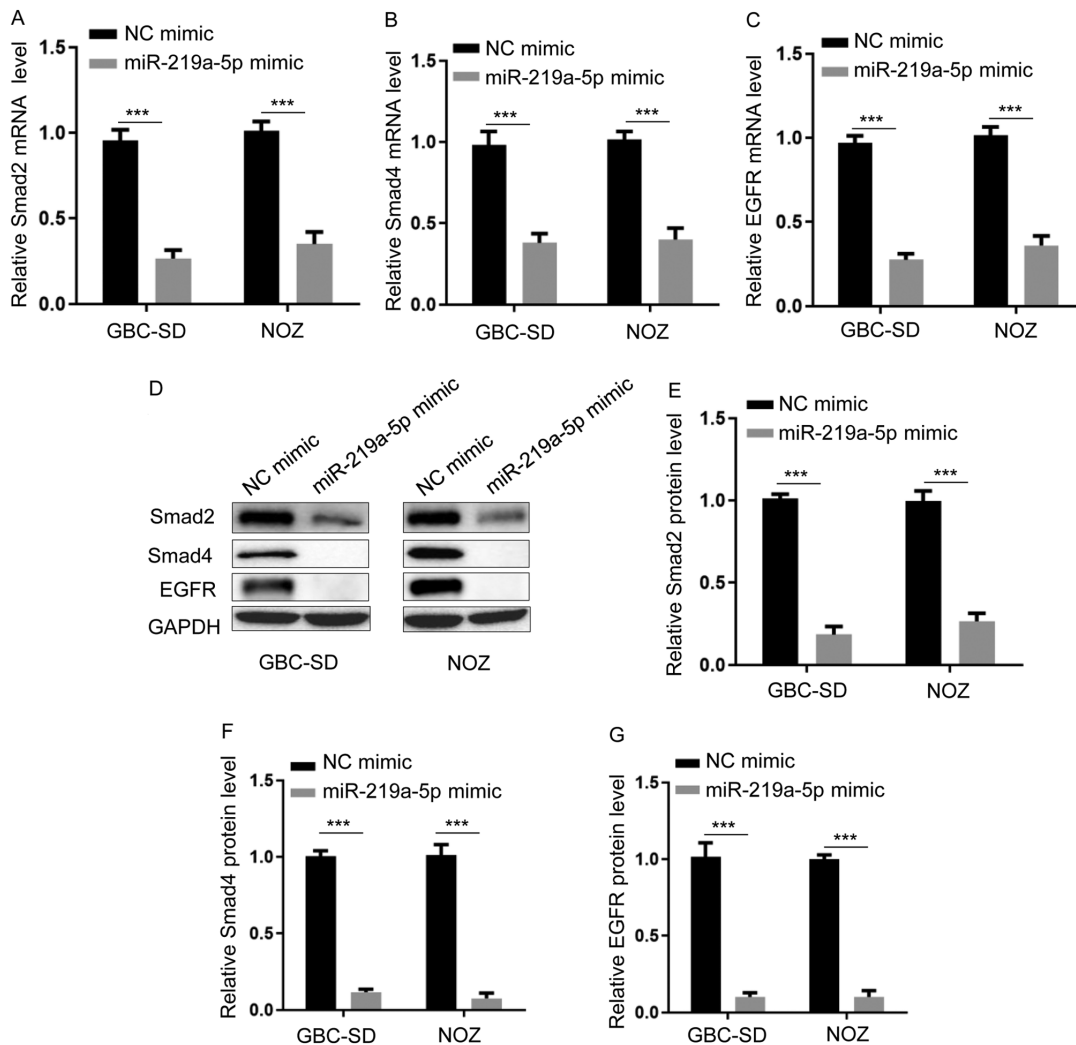 A
NC mimic
miR-219a-5p mimic
Relative Smad2 mRNA level
1.5
1.0
0.5
0.0
***
***
GBC-SD
NOZ
B
NC mimic
miR-219a-5p mimic
Relative Smad4 mRNA level
1.5
1.0
0.5
0.0
***
***
GBC-SD
NOZ
C
NC mimic
miR-219a-5p mimic
Relative EGFR mRNA level
1.5
1.0
0.5
0.0
***
***
GBC-SD
NOZ
D
NC mimic
miR-219a-5p mimic
NC mimic
miR-219a-5p mimic
Smad2
Smad4
EGFR
GAPDH
GBC-SD
NOZ
E
NC mimic
miR-219a-5p mimic
Relative Smad2 protein level
1.5
1.0
0.5
0.0
***
***
GBC-SD
NOZ
F
NC mimic
miR-219a-5p mimic
Relative Smad4 protein level
1.5
1.0
0.5
0.0
***
***
GBC-SD
NOZ
G
NC mimic
miR-219a-5p mimic
Relative EGFR protein level
1.5
1.0
0.5
0.0
***
***
GBC-SD
NOZ